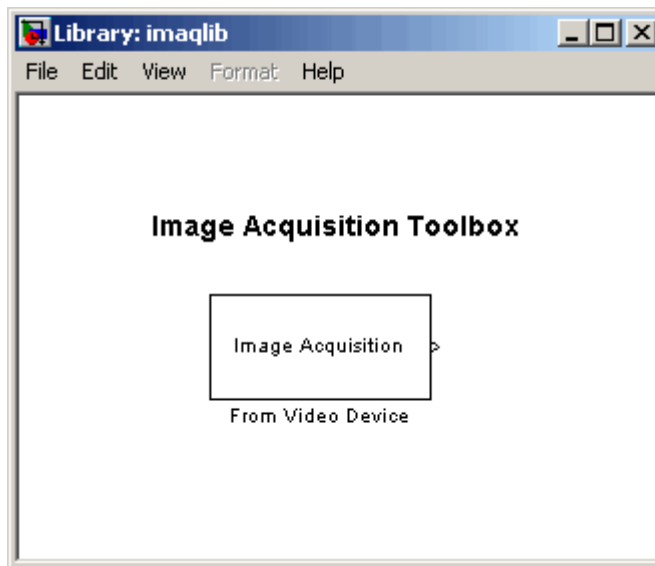 Library: imaqlib
File Edit View Format Help
Image Acquisition Toolbox
Image Acquisition
From Video Device